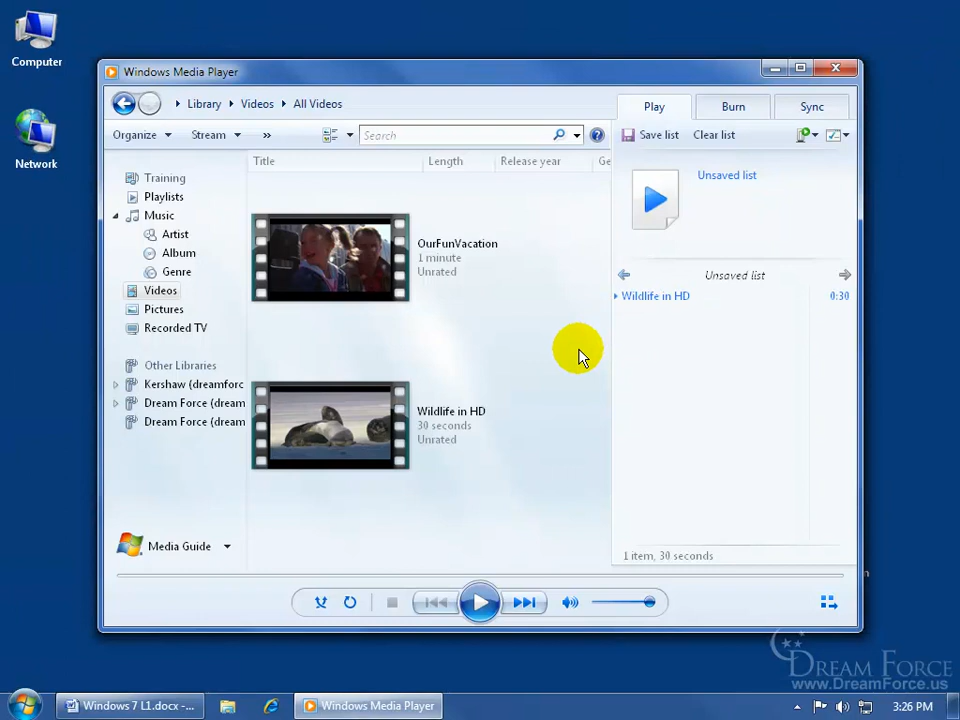 Computer
Network
Windows Media Player
Library Videos All Videos
Play Burn Sync
Organize Stream » Search ?
Save list Clear list
Title Length Release year Ge
Training
Playlists
Music
Artist
Album
Genre
Videos
Pictures
Recorded TV
Other Libraries
Kershaw (dreamforc
Dream Force (dream
Dream Force (dream
OurFunVacation
1 minute
Unrated
Wildlife in HD
30 seconds
Unrated
Unsaved list
Unsaved list
Wildlife in HD 0:30
1 item, 30 seconds
Media Guide
DREAM FORCE
www.DreamForce.us
Windows 7 L1.docx -...
Windows Media Player
3:26 PM